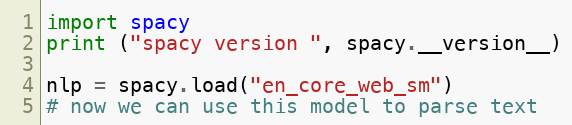 1 import spacy
2 print ("spacy version ", spacy.__version__)
3
4 nlp = spacy.load("en_core_web_sm")
5 # now we can use this model to parse text